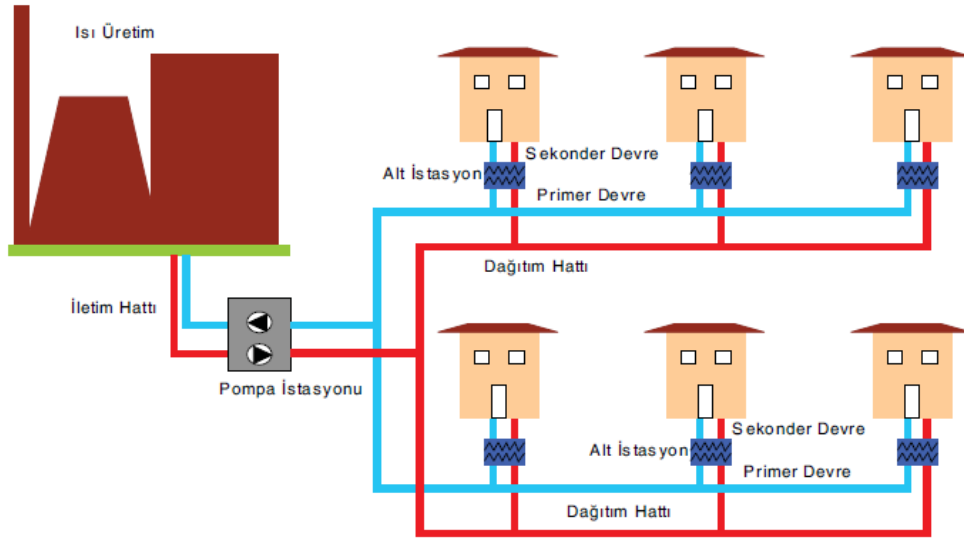 Isı Üretim
Sekonder Devre
Alt İstasyon
Primer Devre
Dağıtım Hattı
İletim Hattı
Pompa İstasyonu
Sekonder Devre
Alt İstasyon
Primer Devre
Dağıtım Hattı